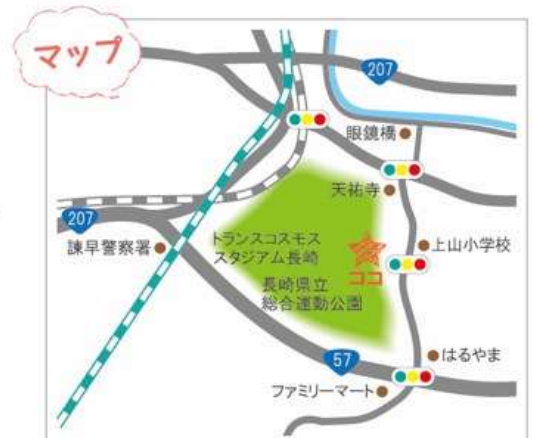 マップ
207
眼鏡橋
天祐寺
207
トランスコスモス
スタジアム長崎
上山小学校
諫早警察署
ココ
長崎県立
総合運動公園
57
はるやま
ファミリーマート